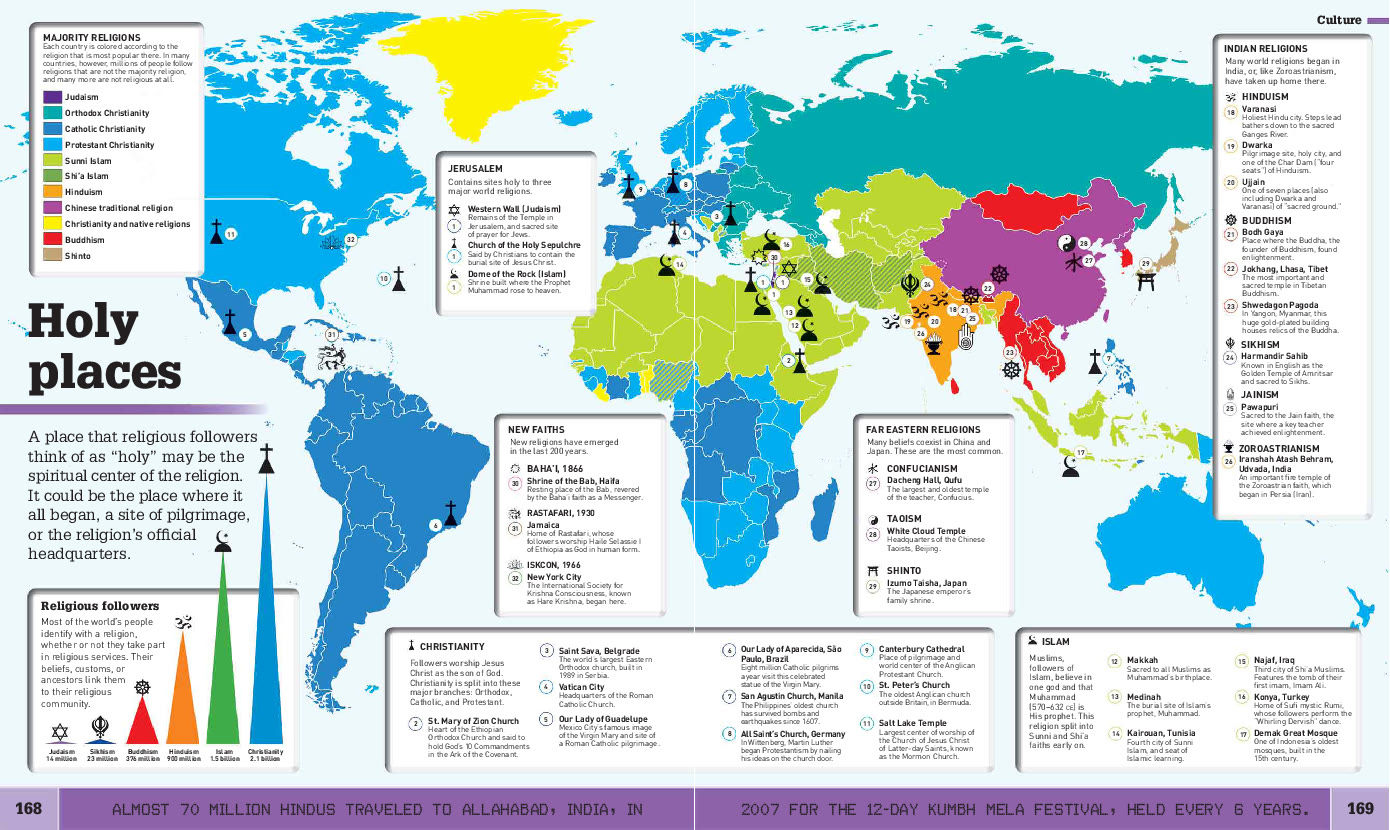 Culture
MAJORITY RELIGIONS
Each country is colored according to the
religion that is most popular there. In many
countries, however, millions of people follow
religions that are not the majority religion,
and many more are not religious at all.
Judaism
Orthodox Christianity
Catholic Christianity
Protestant Christianity
Sunni Islam
Shi'a Islam
Hinduism
Chinese traditional religion
Christianity and native religions
Buddhism
Shinto
Holy
places
A place that religious followers
think of as “holy” may be the
spiritual center of the religion.
It could be the place where it
all began, a site of pilgrimage,
or the religion's official
headquarters.
Religious followers
Most of the world's people
identify with a religion,
whether or not they take part
in religious services. Their
beliefs, customs, or
ancestors link them
to their religious
community.
Judaism
14 million
Sikhism
23 million
Buddhism
376 million
Hinduism
900 million
Islam
1.5 billion
Christianity
2.1 billion
JERUSALEM
Contains sites holy to three
major world religions.
Western Wall (Judaism)
1
Remains of the Temple in
Jerusalem, and sacred site
of prayer for Jews.
Church of the Holy Sepulchre
1
Said by Christians to contain the
burial site of Jesus Christ.
Dome of the Rock (Islam)
1
Shrine built where the Prophet
Muhammad rose to heaven.
11
32
10
5
31
6
9
8
3
4
14
16
30
1
1
1
15
13
12
2
24
18
21
19
20
25
26
22
23
28
27
29
7
17
NEW FAITHS
New religions have emerged
in the last 200 years.
BAHA'I, 1866
30 Shrine of the Bab, Haifa
Resting place of the Bab, revered
by the Baha'i faith as a Messenger.
RASTAFARI, 1930
31 Jamaica
Home of Rastafari, whose
followers worship Haile Selassie I
of Ethiopia as God in human form.
ISKCON, 1966
32 New York City
The International Society for
Krishna Consciousness, known
as Hare Krishna, began here.
FAR EASTERN RELIGIONS
Many beliefs coexist in China and
Japan. These are the most common.
CONFUCIANISM
27 Dacheng Hall, Qufu
The largest and oldest temple
of the teacher, Confucius.
TAOISM
28 White Cloud Temple
Headquarters of the Chinese
Taoists, Beijing.
SHINTO
29 Izumo Taisha, Japan
The Japanese emperor's
family shrine.
INDIAN RELIGIONS
Many world religions began in
India, or, like Zoroastrianism,
have taken up home there.
HINDUISM
18 Varanasi
Holiest Hindu city. Steps lead
bathers down to the sacred
Ganges River.
19 Dwarka
Pilgrimage site, holy city, and
one of the Char Dam (“four
seats”) of Hinduism.
20 Ujjain
One of seven places (also
including Dwarka and
Varanasi) of “sacred ground.”
BUDDHISM
21 Bodh Gaya
Place where the Buddha, the
founder of Buddhism, found
enlightenment.
22 Jokhang, Lhasa, Tibet
The most important and
sacred temple in Tibetan
Buddhism.
23 Shwedagon Pagoda
In Yangon, Myanmar, this
huge gold-plated building
houses relics of the Buddha.
SIKHISM
24 Harmandir Sahib
Known in English as the
Golden Temple of Amritsar
and sacred to Sikhs.
JAINISM
25 Pawapuri
Sacred to the Jain faith, the
site where a key teacher
achieved enlightenment.
ZOROASTRIANISM
26 Iranshah Atash Behram,
Udvada, India
An important fire temple of
the Zoroastrian faith, which
began in Persia (Iran).
CHRISTIANITY
Followers worship Jesus
Christ as the son of God.
Christianity is split into these
major branches: Orthodox,
Catholic, and Protestant.
2 St. Mary of Zion Church
Heart of the Ethiopian
Orthodox Church and said to
hold God's 10 Commandments
in the Ark of the Covenant.
3 Saint Sava, Belgrade
The world's largest Eastern
Orthodox church, built in
1989 in Serbia.
4 Vatican City
Headquarters of the Roman
Catholic Church.
5 Our Lady of Guadelupe
Mexico City's famous image
of the Virgin Mary and site of
a Roman Catholic pilgrimage.
6 Our Lady of Aparecida, São
Paulo, Brazil
Eight million Catholic pilgrims
a year visit this celebrated
statue of the Virgin Mary.
7 San Agustin Church, Manila
The Philippines' oldest church
has survived bombs and
earthquakes since 1607.
8 All Saint's Church, Germany
In Wittenberg, Martin Luther
began Protestantism by nailing
his ideas on the church door.
9 Canterbury Cathedral
Place of pilgrimage and
world center of the Anglican
Protestant Church.
10 St. Peter's Church
The oldest Anglican church
outside Britain, in Bermuda.
11 Salt Lake Temple
Largest center of worship of
the Church of Jesus Christ
of Latter-day Saints, known
as the Mormon Church.
ISLAM
Muslims,
followers of
Islam, believe in
one god and that
Muhammad
(570–632 CE) is
His prophet. This
religion split into
Sunni and Shi'a
faiths early on.
12 Makkah
Sacred to all Muslims as
Muhammad's birthplace.
13 Medinah
The burial site of Islam's
prophet, Muhammad.
14 Kairouan, Tunisia
Fourth city of Sunni
Islam, and seat of
Islamic learning.
15 Najaf, Iraq
Third city of Shi'a Muslims.
Features the tomb of their
first imam, Imam Ali.
16 Konya, Turkey
Home of Sufi mystic Rumi,
whose followers perform the
“Whirling Dervish” dance.
17 Demak Great Mosque
One of Indonesia's oldest
mosques, built in the
15th century.
168
ALMOST 70 MILLION HINDUS TRAVELED TO ALLAHABAD, INDIA, IN
2007 FOR THE 12-DAY KUMBH MELA FESTIVAL, HELD EVERY 6 YEARS.
169